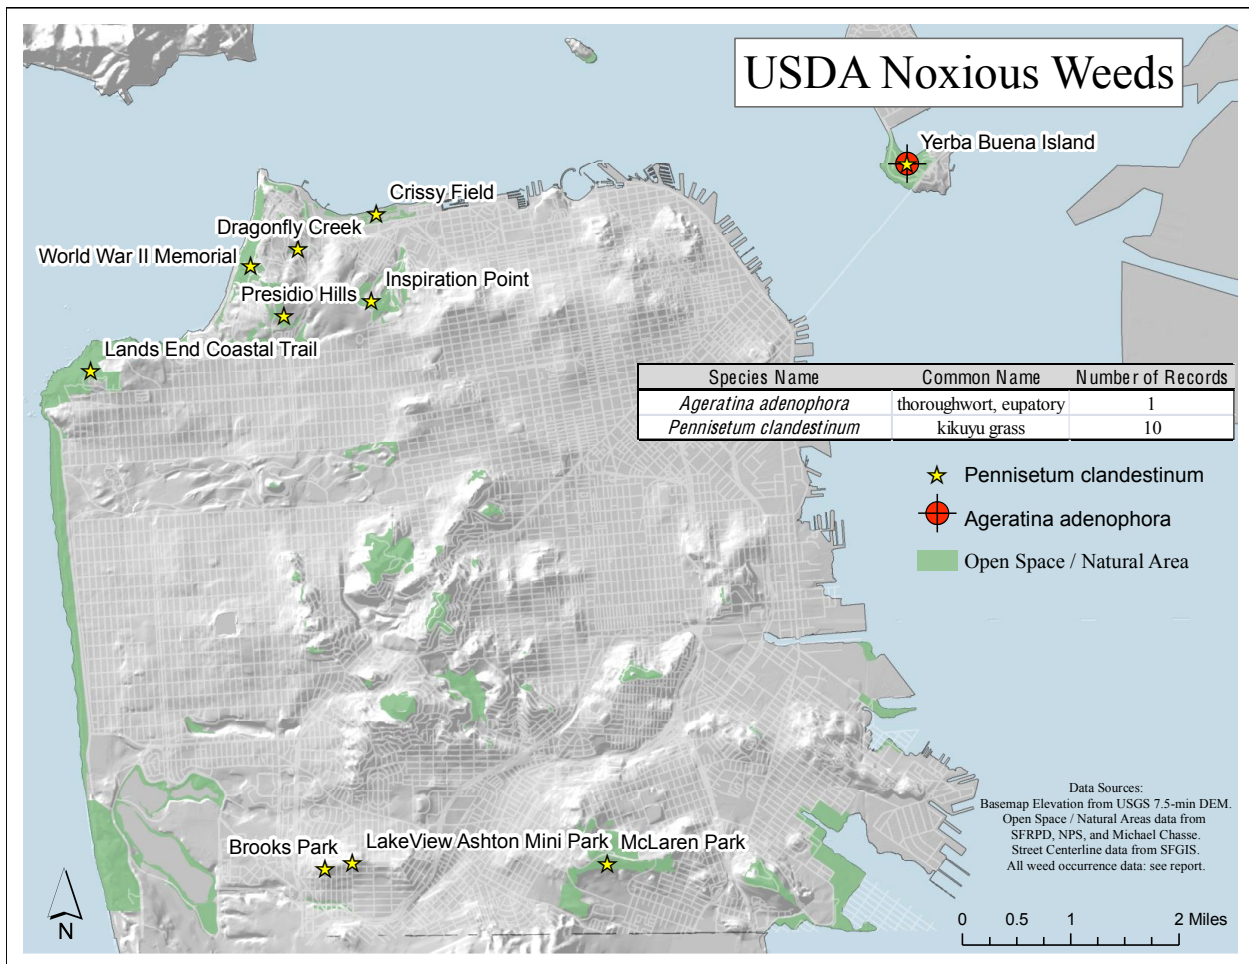 USDA Noxious Weeds
Yerba Buena Island
Crissy Field
Dragonfly Creek
World War II Memorial
Inspiration Point
Presidio Hills
Lands End Coastal Trail
Species Name Common Name Number of Records
Ageratina adenophora thoroughwort, eupatory 1
Pennisetum clandestinum kikuyu grass 10
Pennisetum clandestinum
Ageratina adenophora
Open Space / Natural Area
Data Sources:
Basemap Elevation from USGS 7.5-min DEM.
Open Space / Natural Areas data from
SFRPD, NPS, and Michael Chasse.
Street Centerline data from SFGIS.
All weed occurrence data: see report.
Brooks Park
LakeView Ashton Mini Park
McLaren Park
N
0 0.5 1 2 Miles